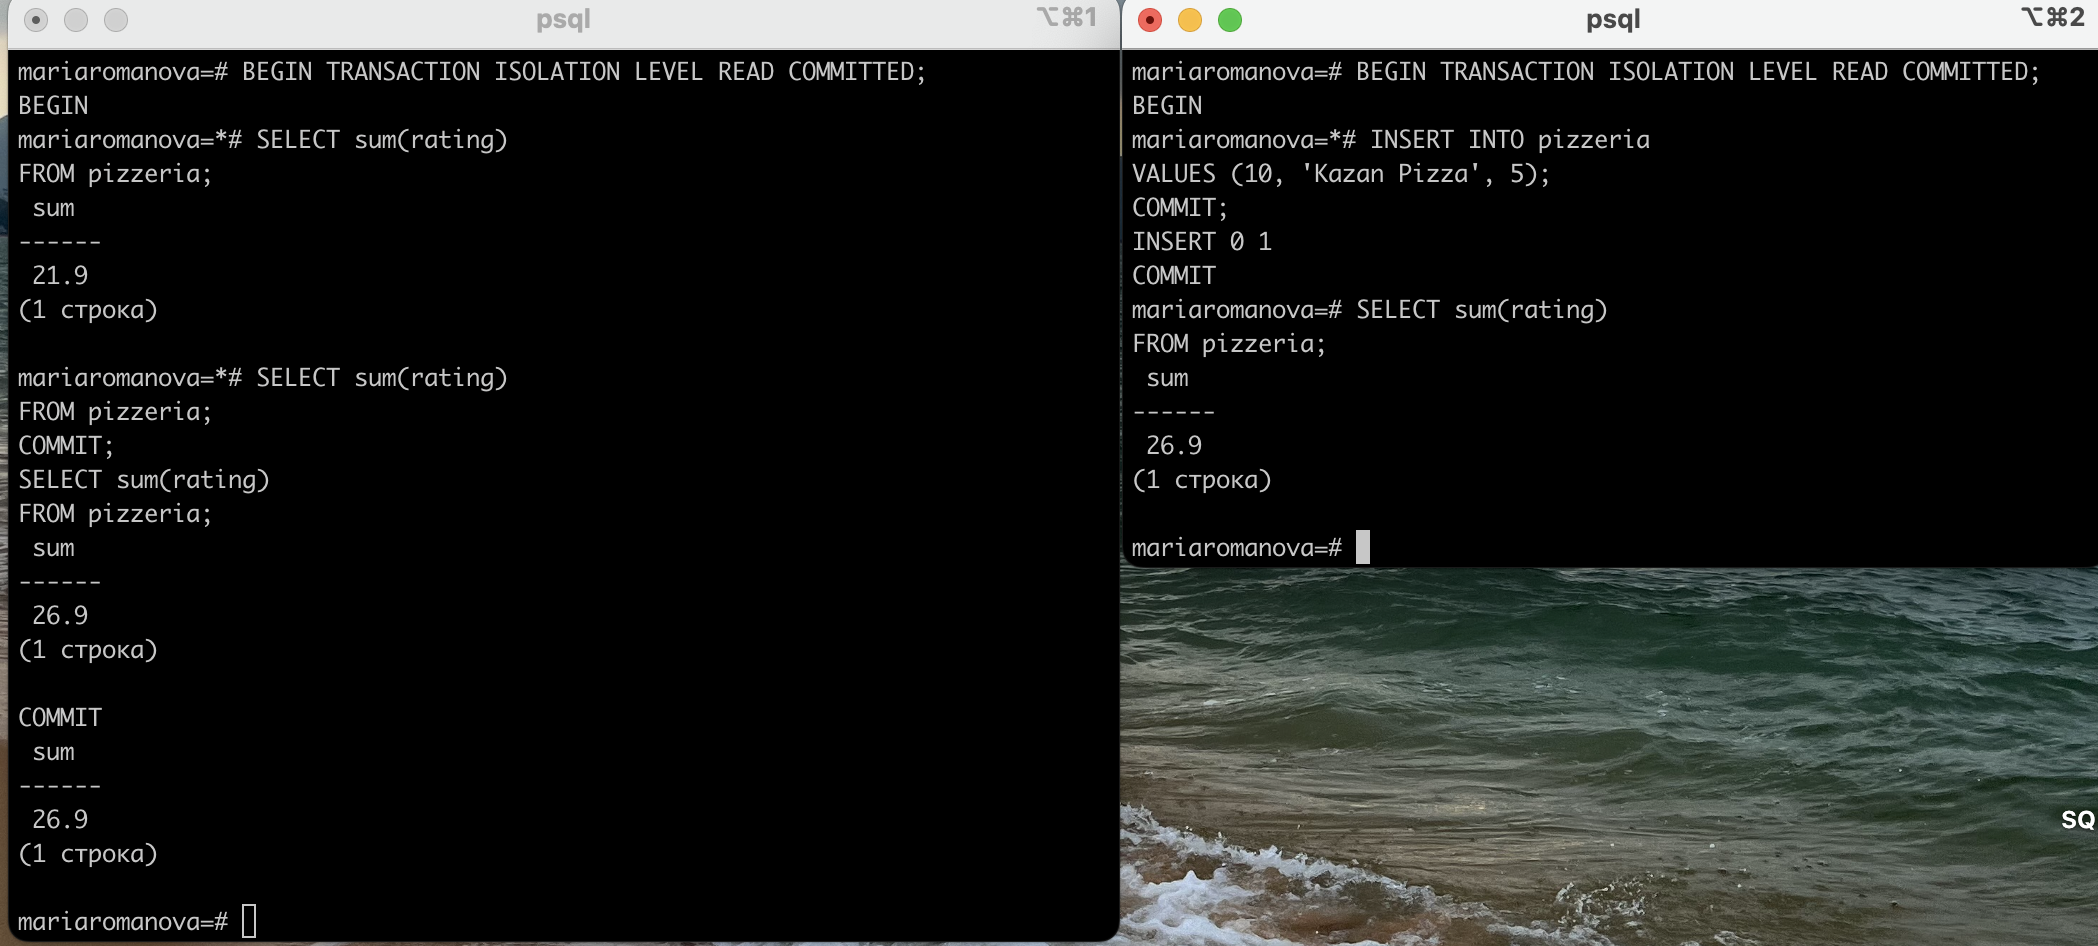 psql
⌥⌘1
mariaromanova=# BEGIN TRANSACTION ISOLATION LEVEL READ COMMITTED;
BEGIN
mariaromanova=*# SELECT sum(rating)
FROM pizzeria;
 sum
------
 21.9
(1 строка)
mariaromanova=*# SELECT sum(rating)
FROM pizzeria;
COMMIT;
SELECT sum(rating)
FROM pizzeria;
 sum
------
 26.9
(1 строка)
COMMIT
 sum
------
 26.9
(1 строка)
mariaromanova=#
psql
⌥⌘2
mariaromanova=# BEGIN TRANSACTION ISOLATION LEVEL READ COMMITTED;
BEGIN
mariaromanova=*# INSERT INTO pizzeria
VALUES (10, 'Kazan Pizza', 5);
COMMIT;
INSERT 0 1
COMMIT
mariaromanova=# SELECT sum(rating)
FROM pizzeria;
 sum
------
 26.9
(1 строка)
mariaromanova=#
SQ